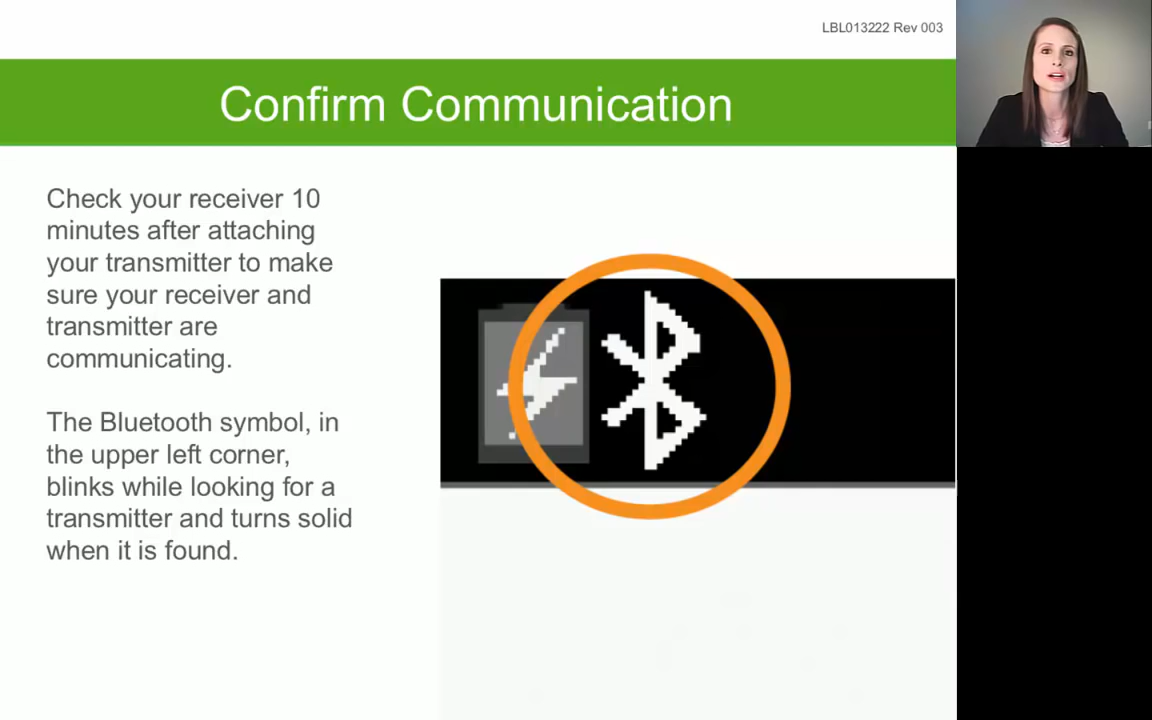 LBL013222 Rev 003
Confirm Communication
Check your receiver 10
minutes after attaching
your transmitter to make
sure your receiver and
transmitter are
communicating.
The Bluetooth symbol, in
the upper left corner,
blinks while looking for a
transmitter and turns solid
when it is found.